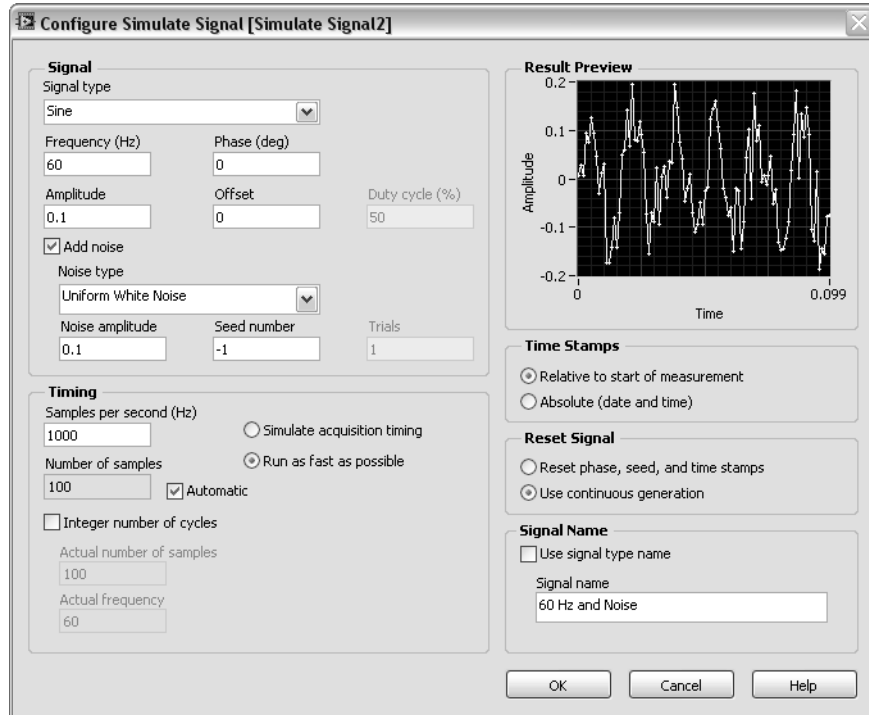 Configure Simulate Signal [Simulate Signal2]
Signal
Signal type
Sine
Frequency (Hz)
Phase (deg)
60
0
Amplitude
Offset
Duty cycle (%)
0.1
0
50
Add noise
Noise type
Uniform White Noise
Noise amplitude
Seed number
Trials
0.1
-1
1
Timing
Samples per second (Hz)
1000
Simulate acquisition timing
Number of samples
Run as fast as possible
100
Automatic
Integer number of cycles
Actual number of samples
100
Actual frequency
60
Result Preview
0.2
0.1
0
-0.1
-0.2
Amplitude
0
0.099
Time
Time Stamps
Relative to start of measurement
Absolute (date and time)
Reset Signal
Reset phase, seed, and time stamps
Use continuous generation
Signal Name
Use signal type name
Signal name
60 Hz and Noise
OK
Cancel
Help